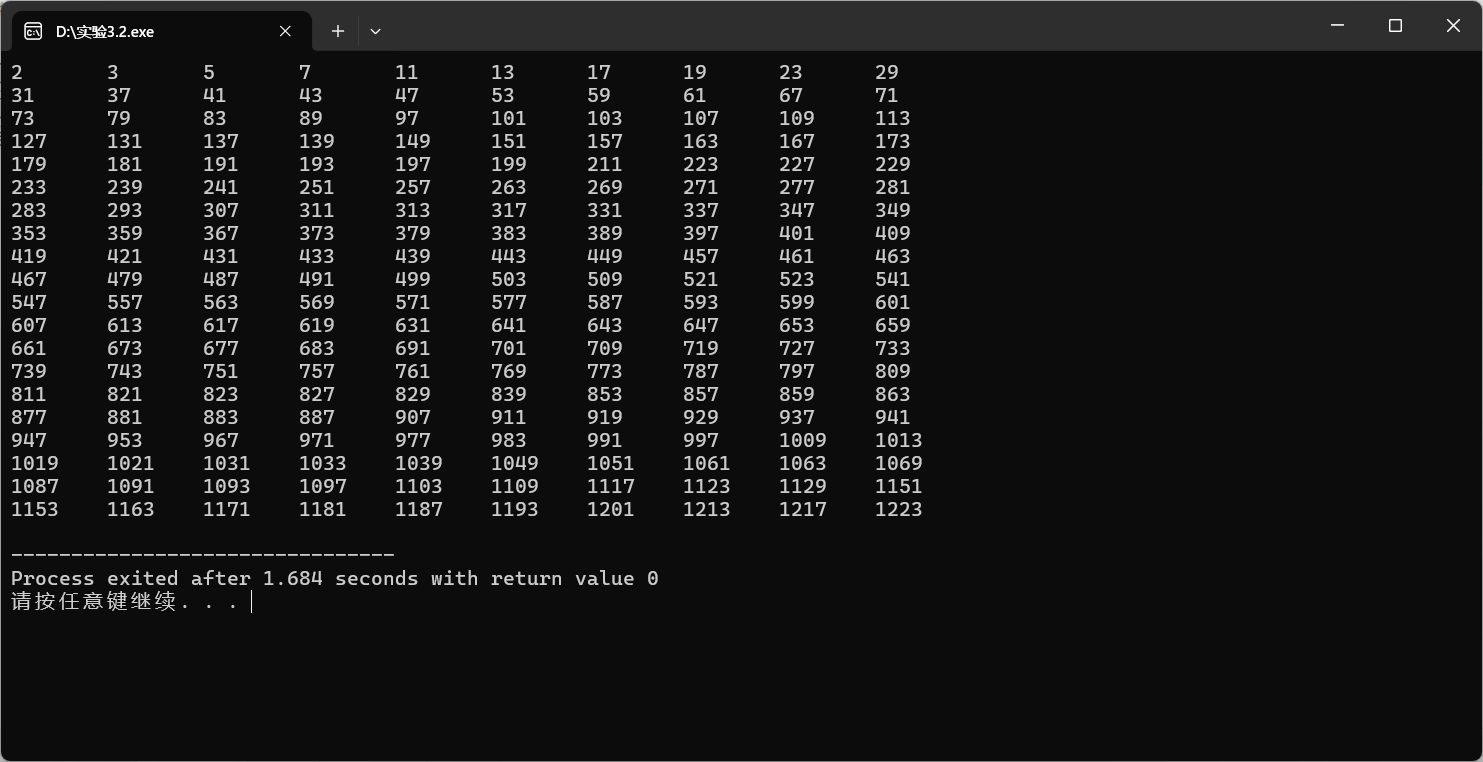 D:\实验3.2.exe
2 3 5 7 11 13 17 19 23 29
31 37 41 43 47 53 59 61 67 71
73 79 83 89 97 101 103 107 109 113
127 131 137 139 149 151 157 163 167 173
179 181 191 193 197 199 211 223 227 229
233 239 241 251 257 263 269 271 277 281
283 293 307 311 313 317 331 337 347 349
353 359 367 373 379 383 389 397 401 409
419 421 431 433 439 443 449 457 461 463
467 479 487 491 499 503 509 521 523 541
547 557 563 569 571 577 587 593 599 601
607 613 617 619 631 641 643 647 653 659
661 673 677 683 691 701 709 719 727 733
739 743 751 757 761 769 773 787 797 809
811 821 823 827 829 839 853 857 859 863
877 881 883 887 907 911 919 929 937 941
947 953 967 971 977 983 991 997 1009 1013
1019 1021 1031 1033 1039 1049 1051 1061 1063 1069
1087 1091 1093 1097 1103 1109 1117 1123 1129 1151
1153 1163 1171 1181 1187 1193 1201 1213 1217 1223
--------------------------------
Process exited after 1.684 seconds with return value 0
请按任意键继续. . .